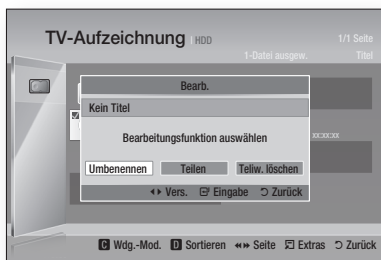 TV-Aufzeichnung | HDD
1/1 Seite
1-Datei ausgew. Titel
Bearb.
Kein Titel
Bearbeitungsfunktion auswählen
Umbenennen Teilen Teliw. löschen
Vers. Eingabe Zurück
C Wdg.-Mod. D Sortieren Seite Extras Zurück